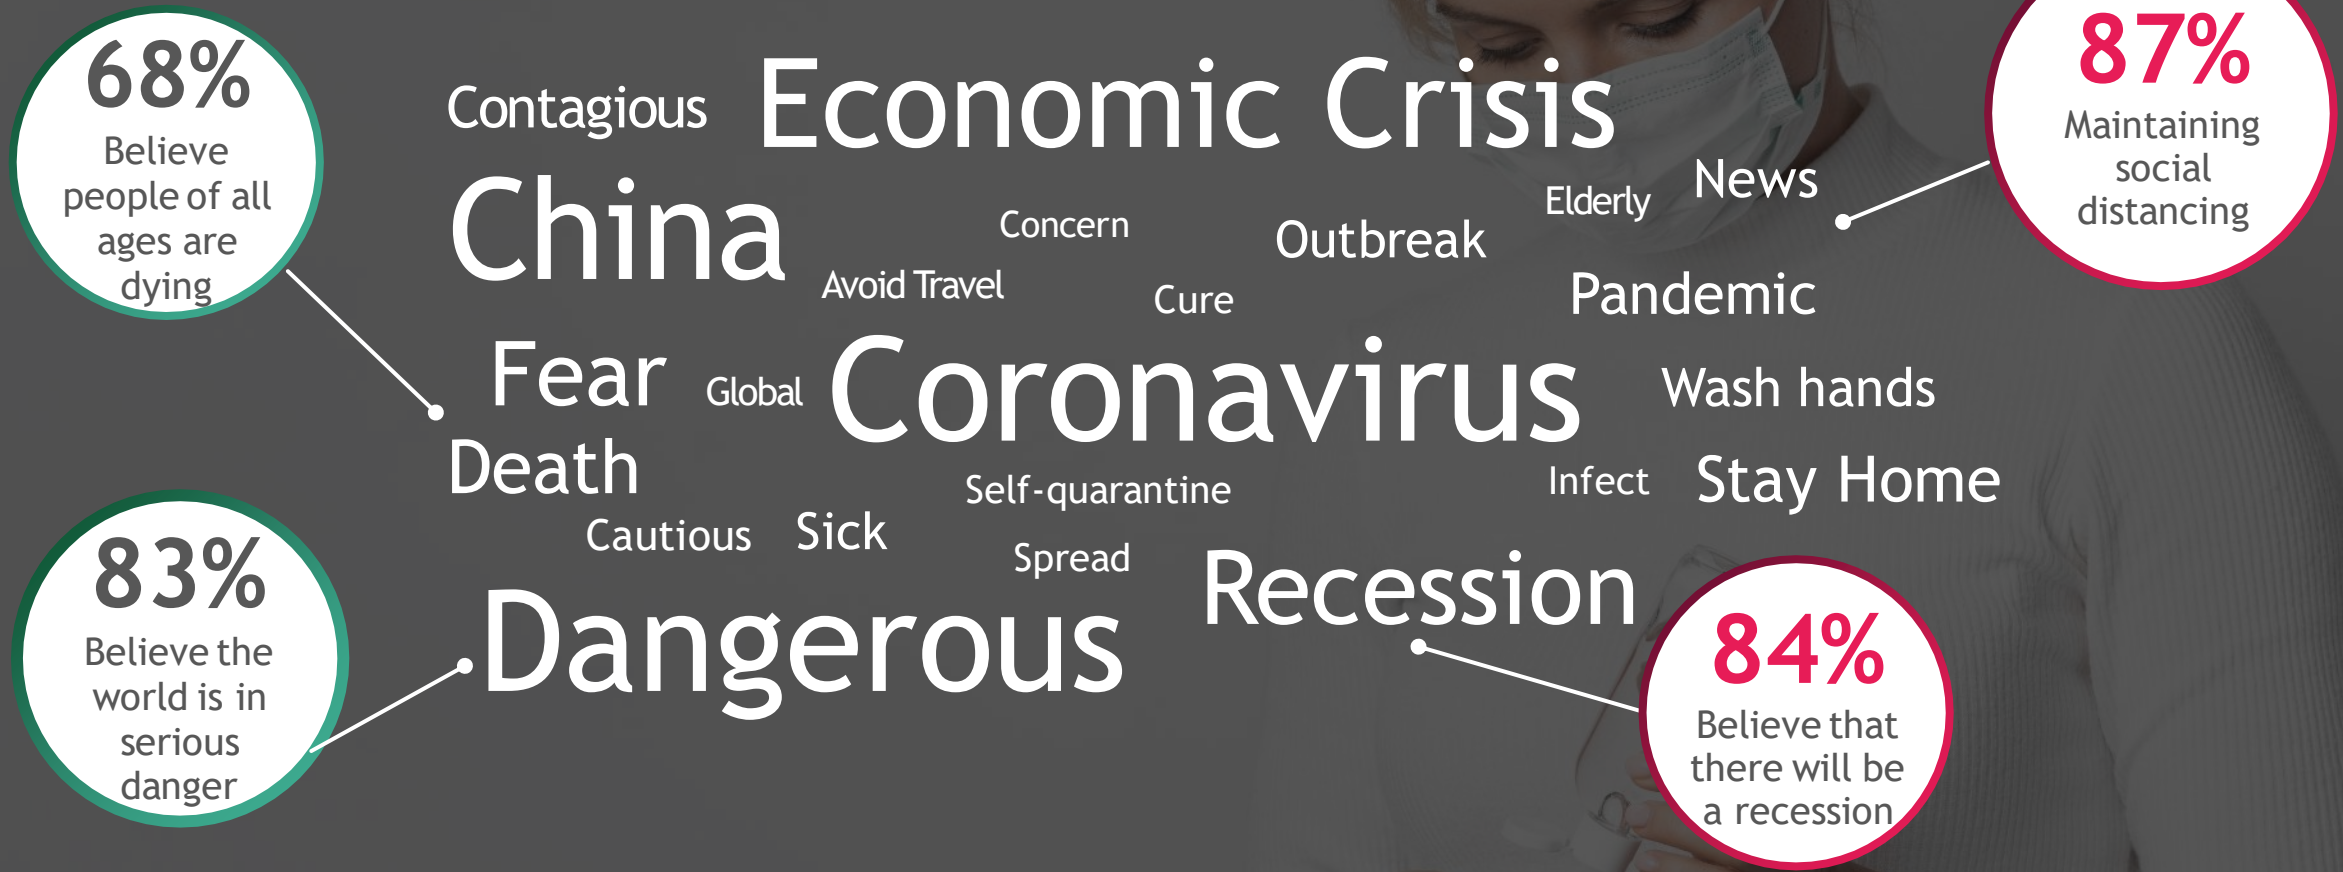 68%
Believe
people of all
ages are
dying
83%
Believe the
world is in
serious
danger
Contagious
Economic Crisis
China
Concern
Outbreak
Elderly
News
Avoid Travel
Cure
Pandemic
Fear
Global
Coronavirus
Wash hands
Death
Self-quarantine
Infect
Stay Home
Cautious
Sick
Spread
Dangerous
Recession
87%
Maintaining
social
distancing
84%
Believe that
there will be
a recession